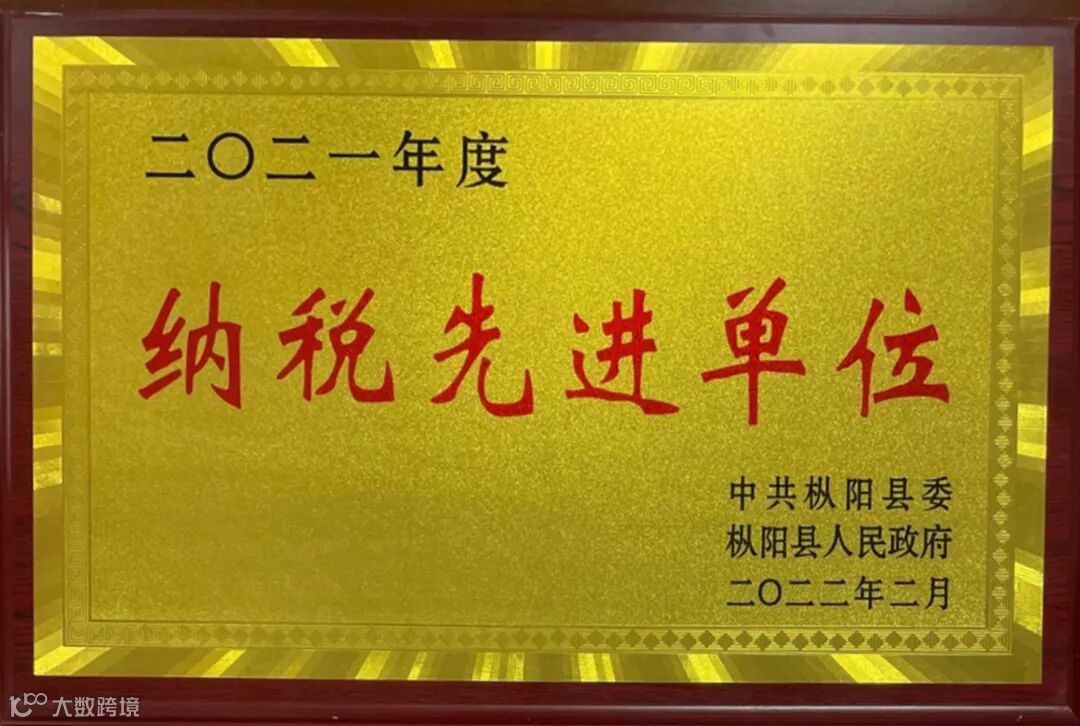 二〇二一年度
纳税先进单位
中共枞阳县委
枞阳县人民政府
二〇二二年二月
大数跨境